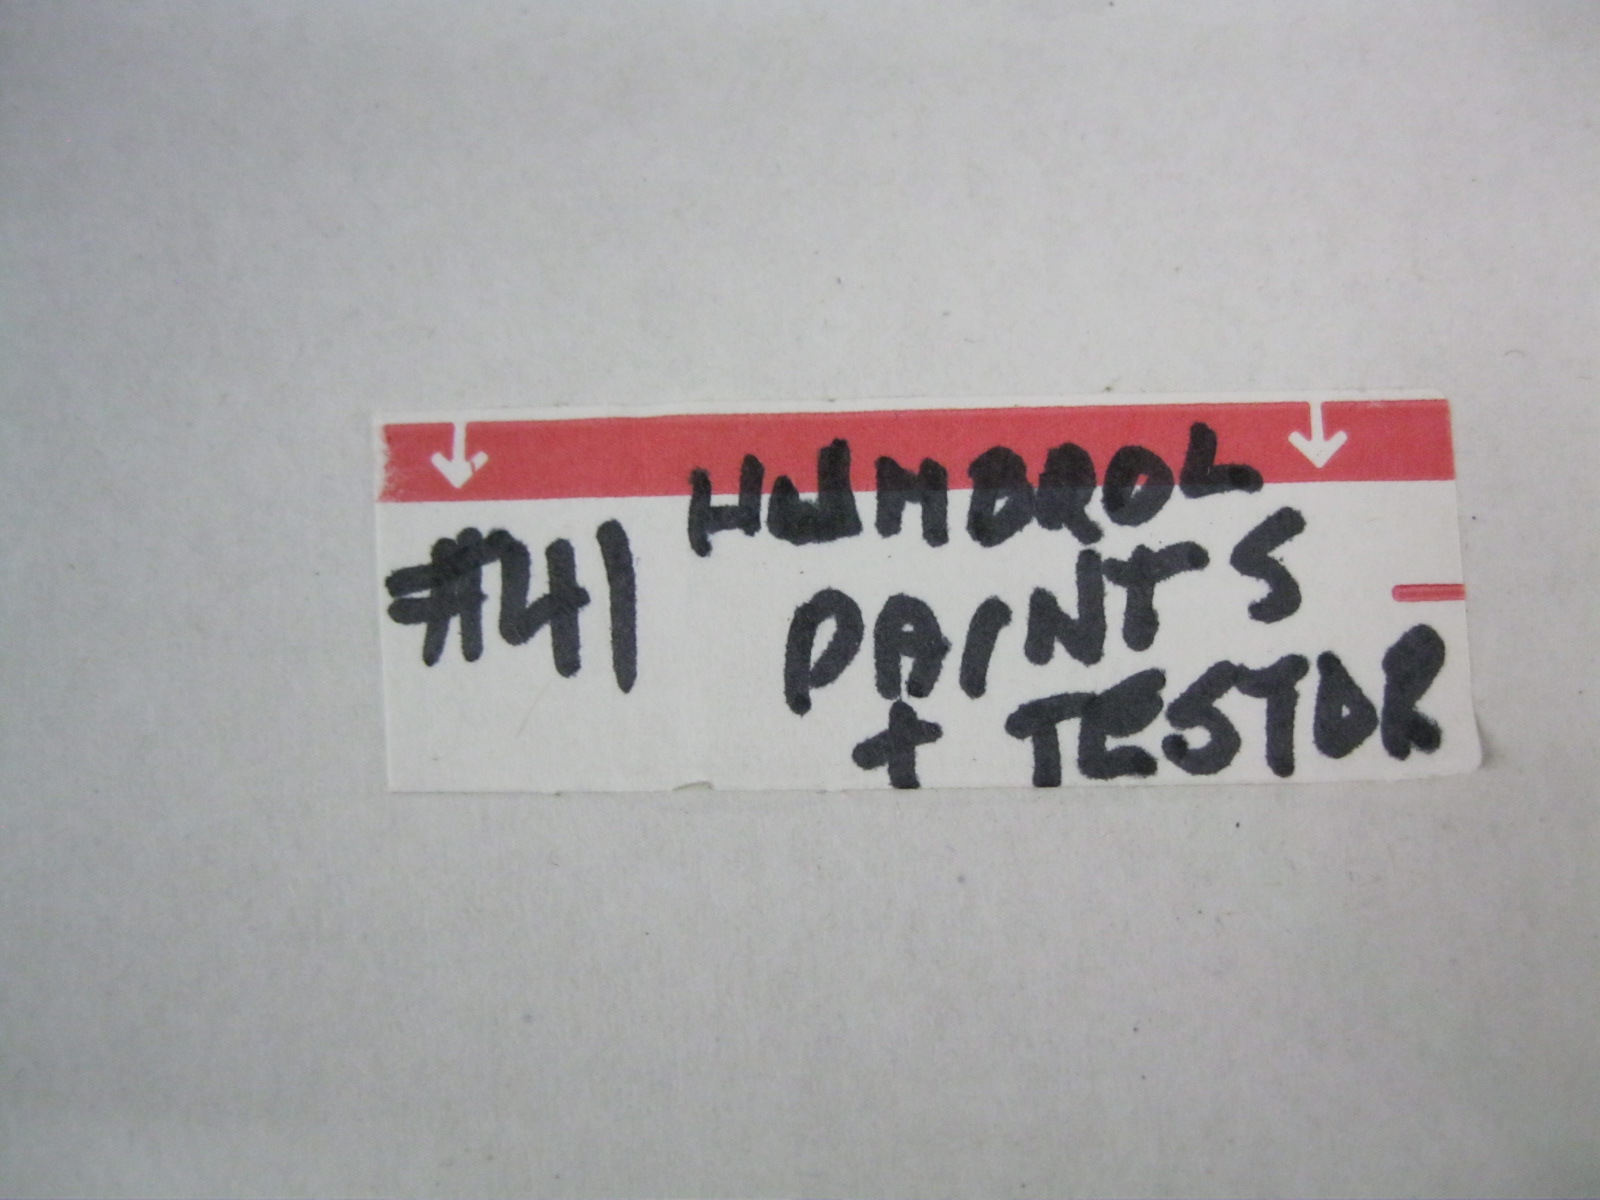 #41 HUMBROL
PAINTS
+ TESTOR